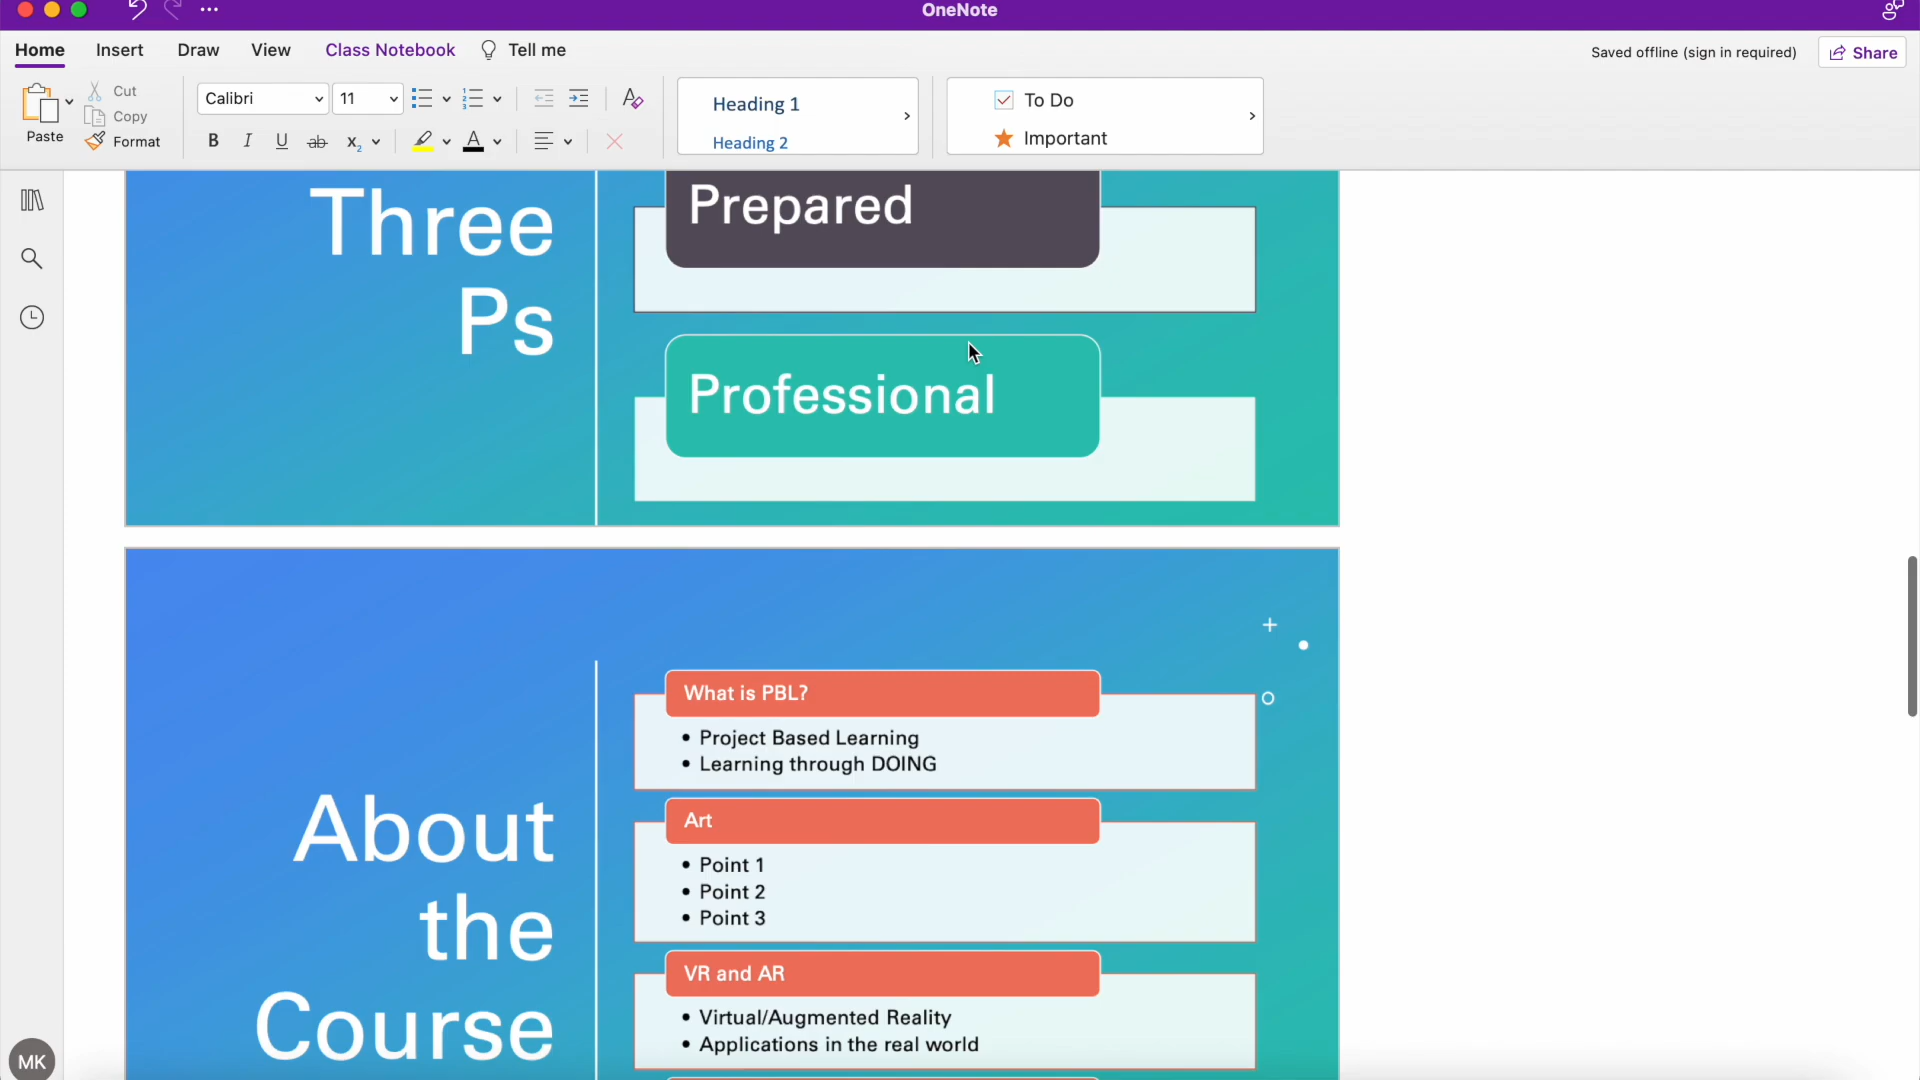 OneNote
Home Insert Draw View Class Notebook Tell me
Saved offline (sign in required) Share
Paste
Cut
Copy
Format
Calibri 11
B I U ab x₂ A
Heading 1
Heading 2
To Do
Important
Three
Ps
Prepared
Professional
About
the
Course
What is PBL?
• Project Based Learning
• Learning through DOING
Art
• Point 1
• Point 2
• Point 3
VR and AR
• Virtual/Augmented Reality
• Applications in the real world
MK